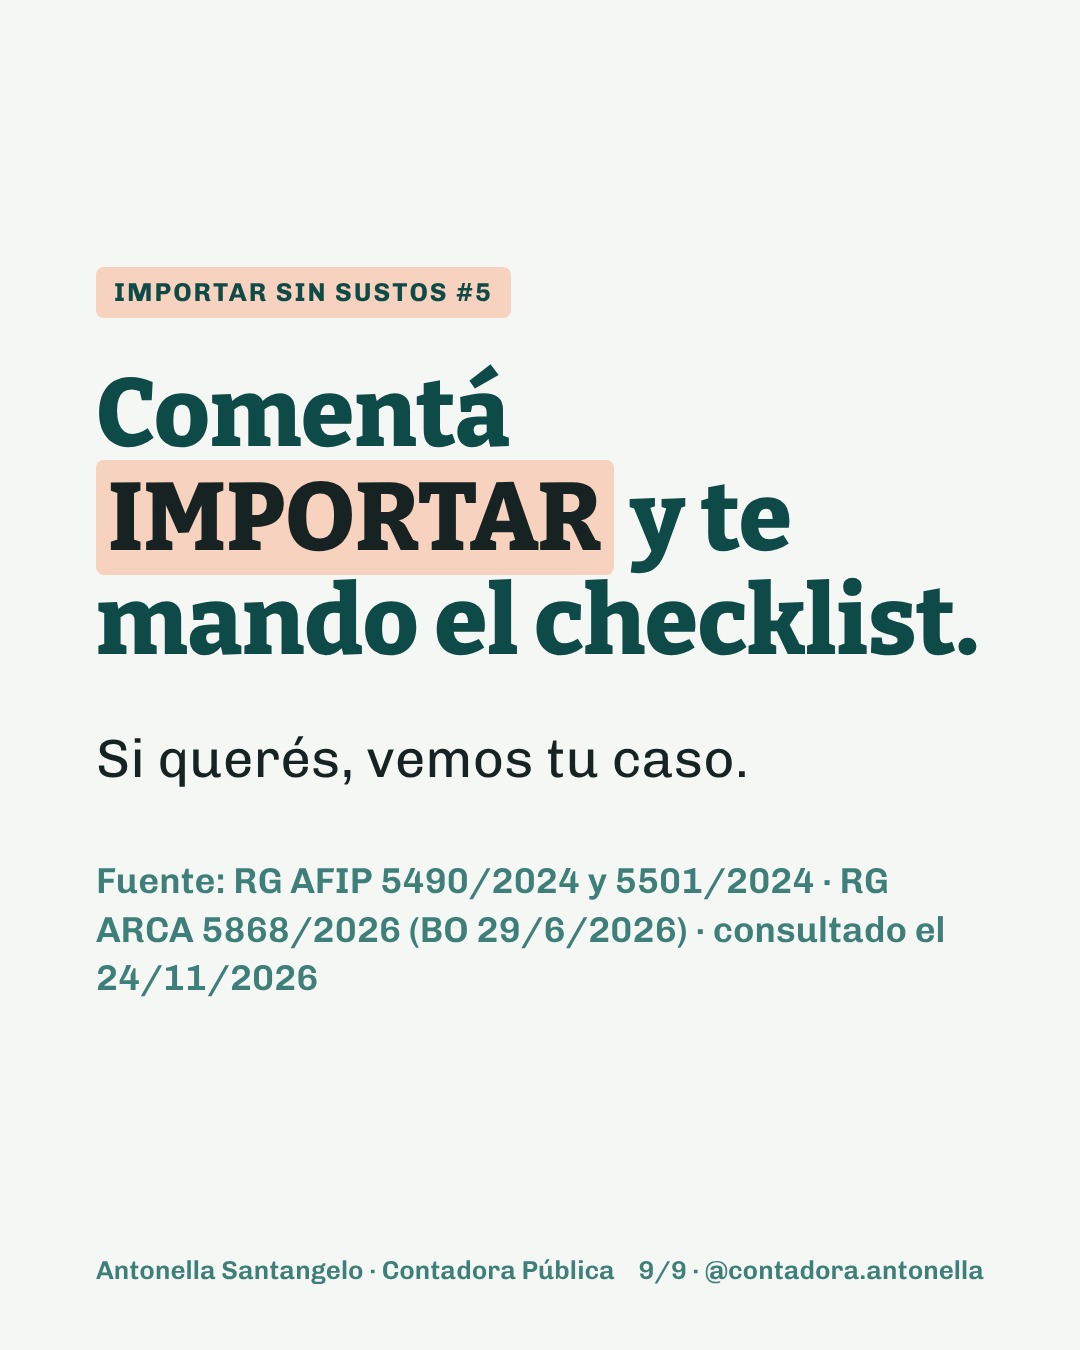 IMPORTAR SIN SUSTOS #5
Comentá
IMPORTAR y te
mando el checklist.
Si querés, vemos tu caso.
Fuente: RG AFIP 5490/2024 y 5501/2024 · RG
ARCA 5868/2026 (BO 29/6/2026) · consultado el
24/11/2026
Antonella Santangelo · Contadora Pública 9/9 · @contadora.antonella